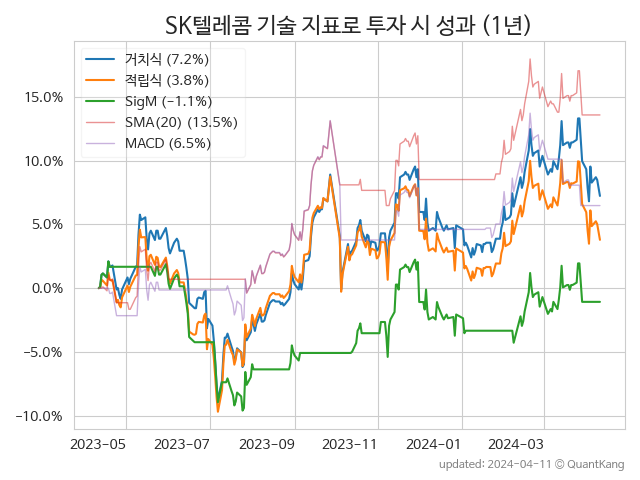 SK텔레콤 기술 지표로 투자 시 성과 (1년)
거치식 (7.2%)
적립식 (3.8%)
SigM (−1.1%)
SMA(20) (13.5%)
MACD (6.5%)
15.0%
10.0%
5.0%
0.0%
−5.0%
−10.0%
2023-05 2023-07 2023-09 2023-11 2024-01 2024-03
updated: 2024-04-11 © QuantKang